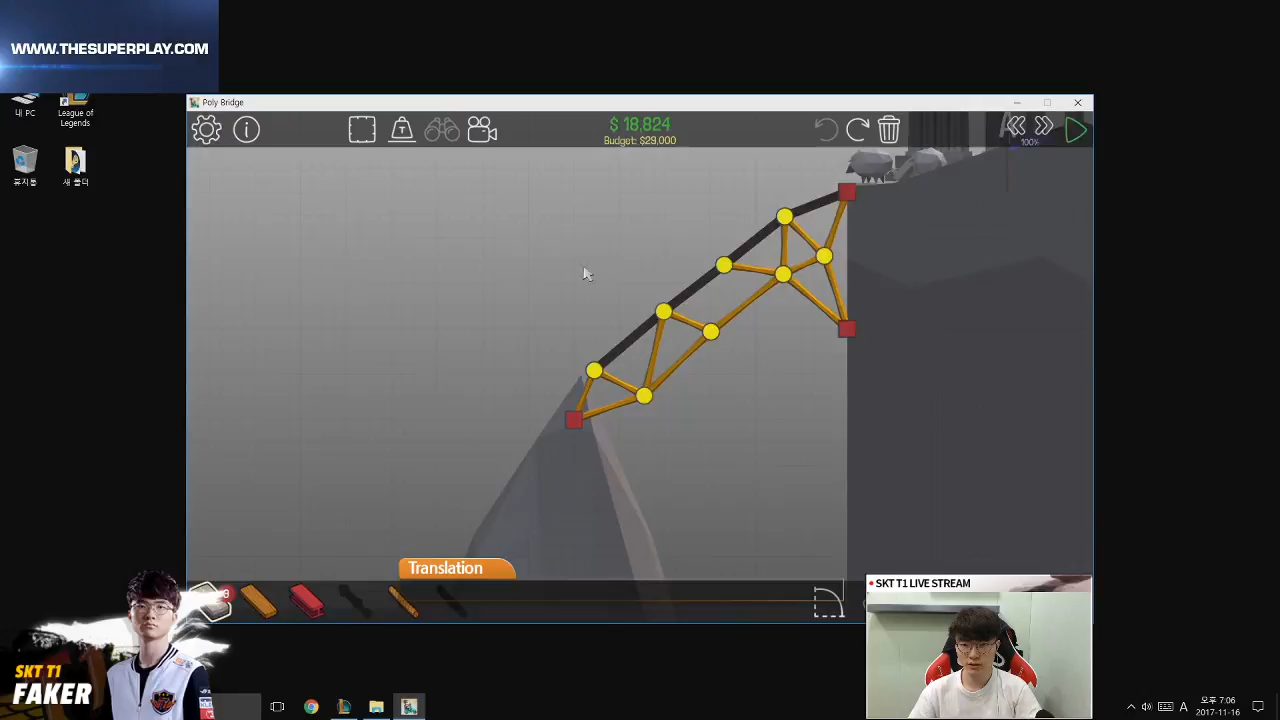 WWW.THESUPERPLAY.COM
내 PC
League of
Legends
휴지통
새 폴더
Poly Bridge
$ 18,824
Budget: $29,000
100%
T
Translation
SKT T1 LIVE STREAM
SKT T1
FAKER
A
오후 7:06
2017-11-16